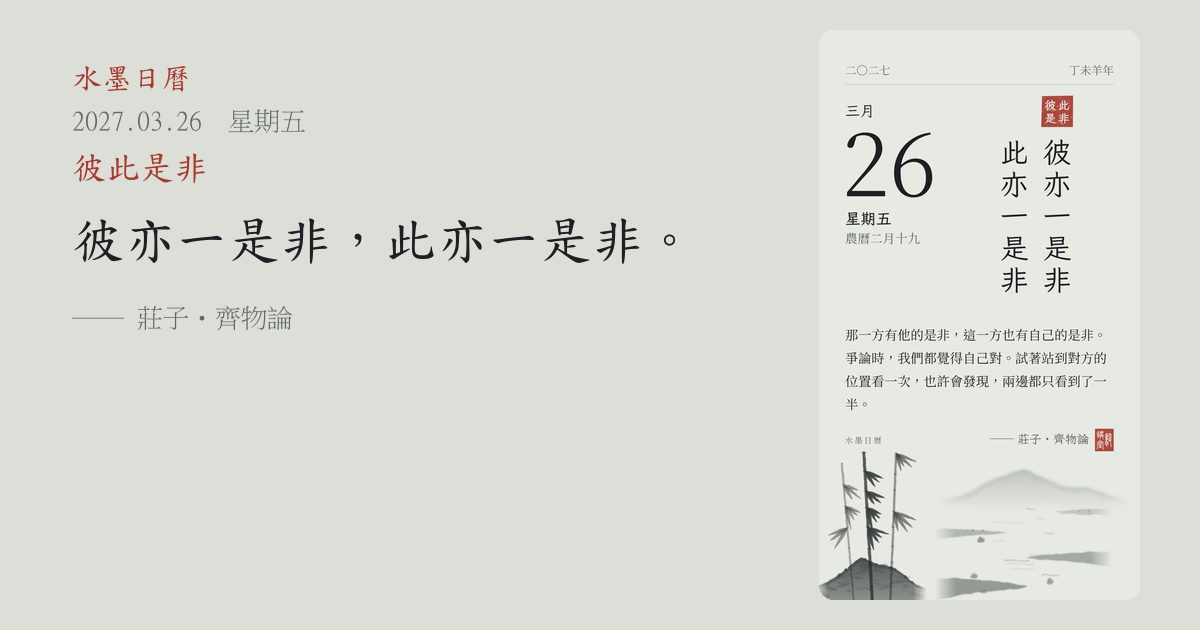 水墨日曆
2027.03.26 星期五
彼此是非
彼亦一是非，此亦一是非。
—— 莊子・齊物論
二〇二七
丁未羊年
三月
26
星期五
農曆二月十九
彼此是非
彼亦一是非
此亦一是非
那一方有他的是非，這一方也有自己的是非。
爭論時，我們都覺得自己對。試著站到對方的
位置看一次，也許會發現，兩邊都只看到了一
半。
水墨日曆
—— 莊子・齊物論